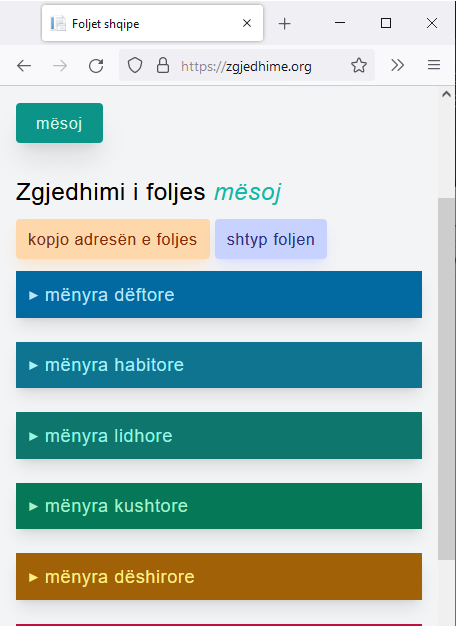 Foljet shqipe
https://zgjedhime.org
mësoj
Zgjedhimi i foljes mësoj
kopjo adresën e foljes
shtyp foljen
▸ mënyra dëftore
▸ mënyra habitore
▸ mënyra lidhore
▸ mënyra kushtore
▸ mënyra dëshirore